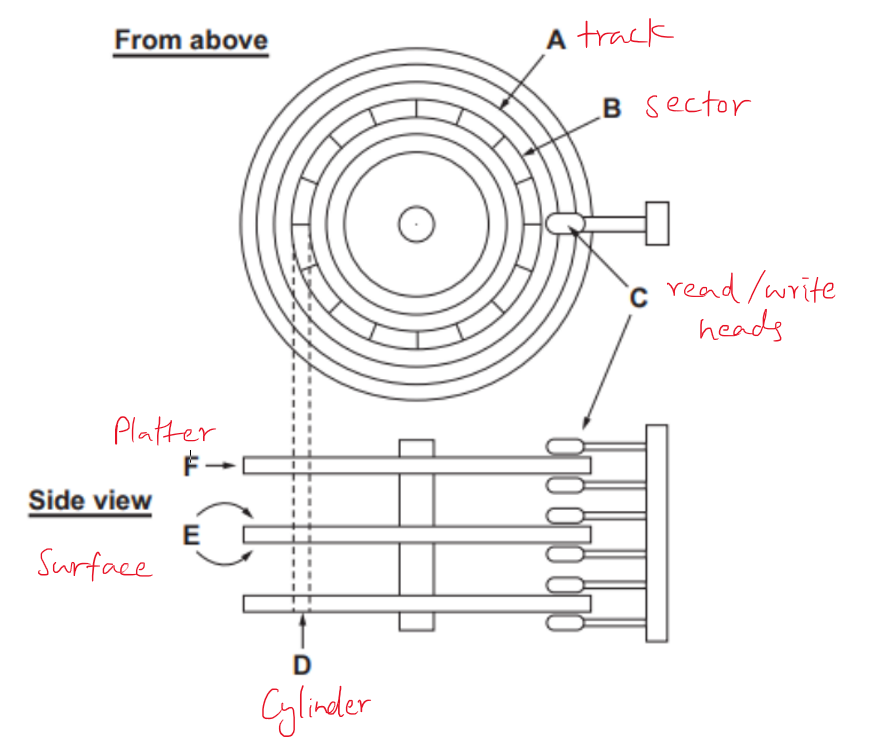 From above
A track
B sector
C read/write
heads
Platter
F
Side view
E
Surface
D
Cylinder